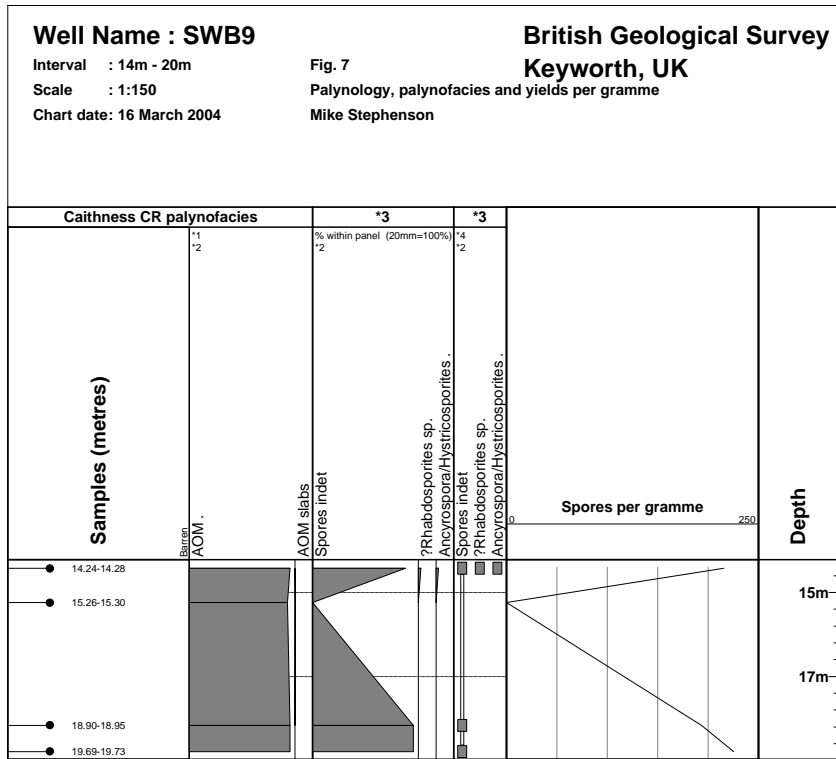 Well Name : SWB9
Interval : 14m - 20m
Scale : 1:150
Chart date: 16 March 2004
Fig. 7
Palynology, palynofacies and yields per gramme
Mike Stephenson
British Geological Survey
Keyworth, UK
Caithness CR palynofacies
*3
*3
*1
*2
% within panel (20mm=100%)
*2
*4
*2
Samples (metres)
Barren
AOM .
AOM slabs
Spores indet
?Rhabdosporites sp.
Ancyrospora/Hystricosporites .
Spores indet
?Rhabdosporites sp.
Ancyrospora/Hystricosporites .
Spores per gramme
0
250
Depth
14.24-14.28
15.26-15.30
18.90-18.95
19.69-19.73
15m
17m